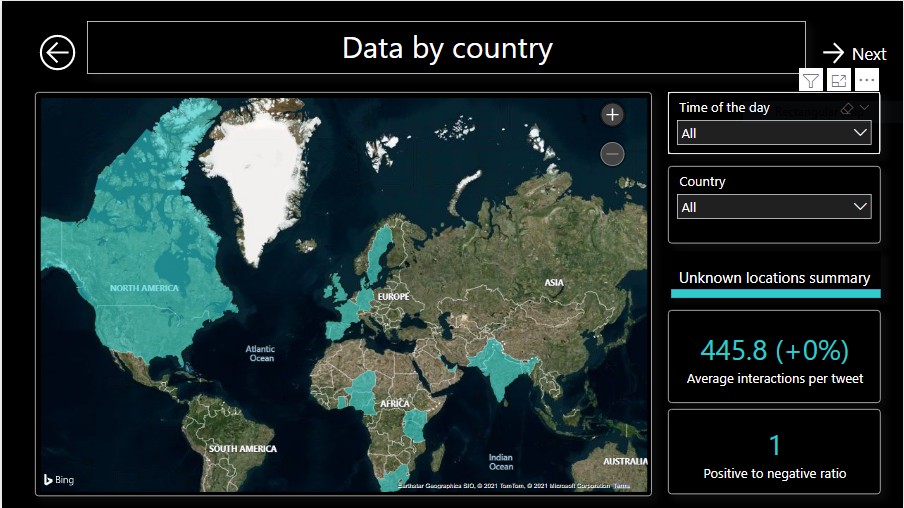 Data by country
Next
Time of the day
All
Country
All
Unknown locations summary
445.8 (+0%)
Average interactions per tweet
1
Positive to negative ratio
NORTH AMERICA
EUROPE
ASIA
Atlantic
Ocean
AFRICA
SOUTH AMERICA
Indian
Ocean
AUSTRALIA
Bing
Earthstar Geographics SIO, © 2021 TomTom, © 2021 Microsoft Corporation Terms